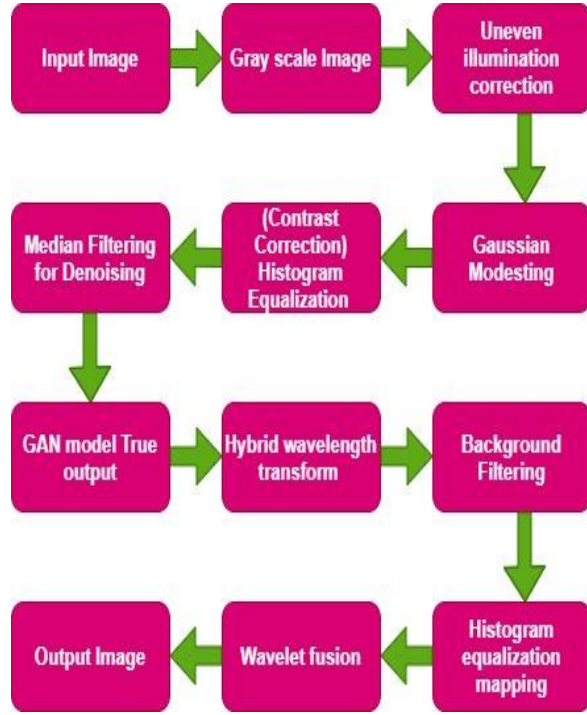 Input Image
Gray scale Image
Uneven
illumination
correction
Gaussian
Modesting
(Contrast
Correction)
Histogram
Equalization
Median Filtering
for Denoising
GAN model True
output
Hybrid wavelength
transform
Background
Filtering
Histogram
equalization
mapping
Wavelet fusion
Output Image